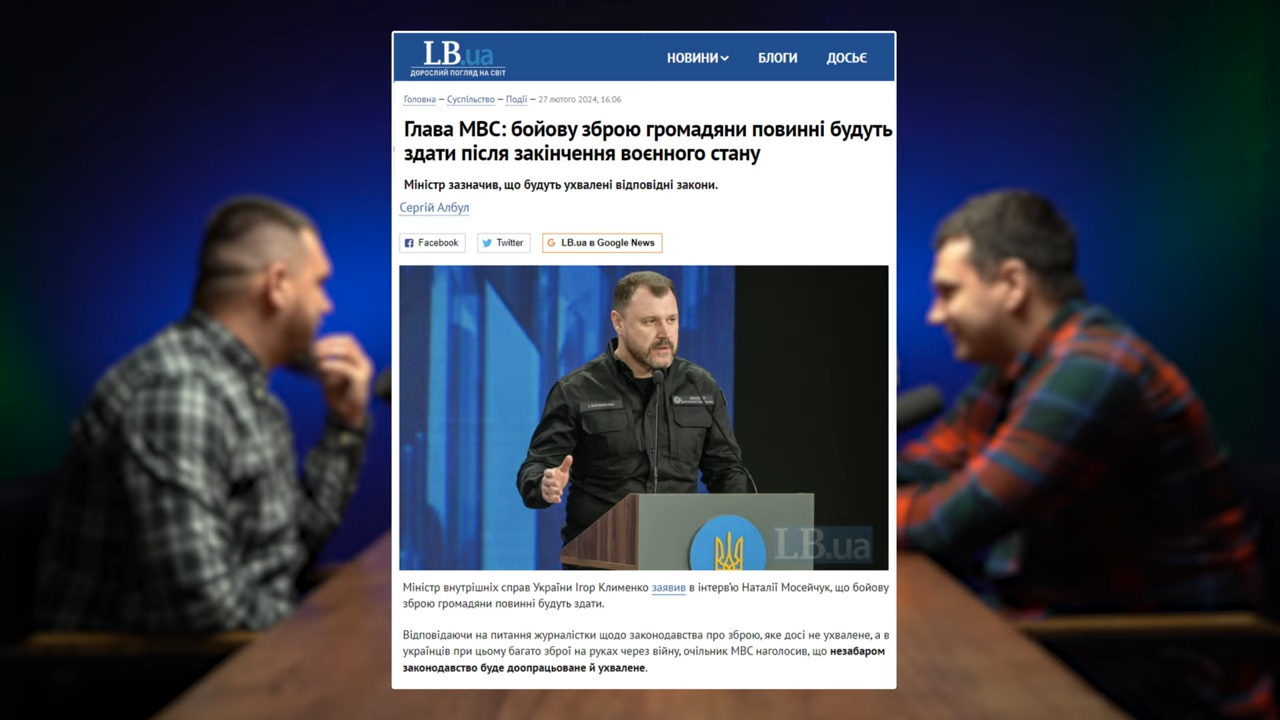 LB.ua
ДОРОСЛИЙ ПОГЛЯД НА СВІТ
НОВИНИ БЛОГИ ДОСЬЄ
Головна – Суспільство – Події – 27 лютого 2024, 16:06
Глава МВС: бойову зброю громадяни повинні будуть
здати після закінчення воєнного стану
Міністр зазначив, що будуть ухвалені відповідні закони.
Сергій Албул
Facebook Twitter LB.ua в Google News
LB.ua
Міністр внутрішніх справ України Ігор Клименко заявив в інтерв'ю Наталії Мосейчук, що бойову
зброю громадяни повинні будуть здати.
Відповідаючи на питання журналістки щодо законодавства про зброю, яке досі не ухвалене, а в
українців при цьому багато зброї на руках через війну, очільник МВС наголосив, що незабаром
законодавство буде доопрацьоване й ухвалене.